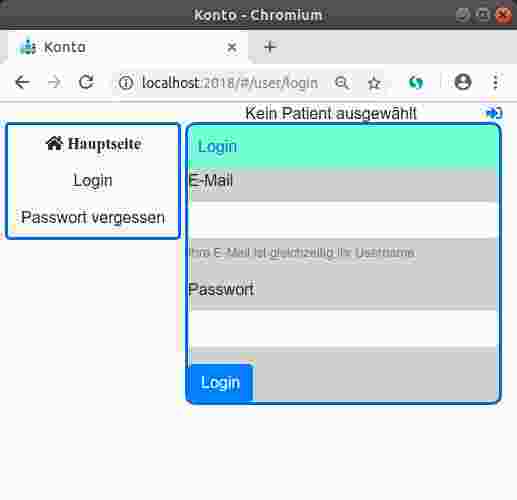 Konto - Chromium
Konto
localhost:2018/#/user/login
Kein Patient ausgewählt
Hauptseite
Login
Passwort vergessen
Login
E-Mail
Ihre E-Mail ist gleichzeitig ihr Username
Passwort
Login